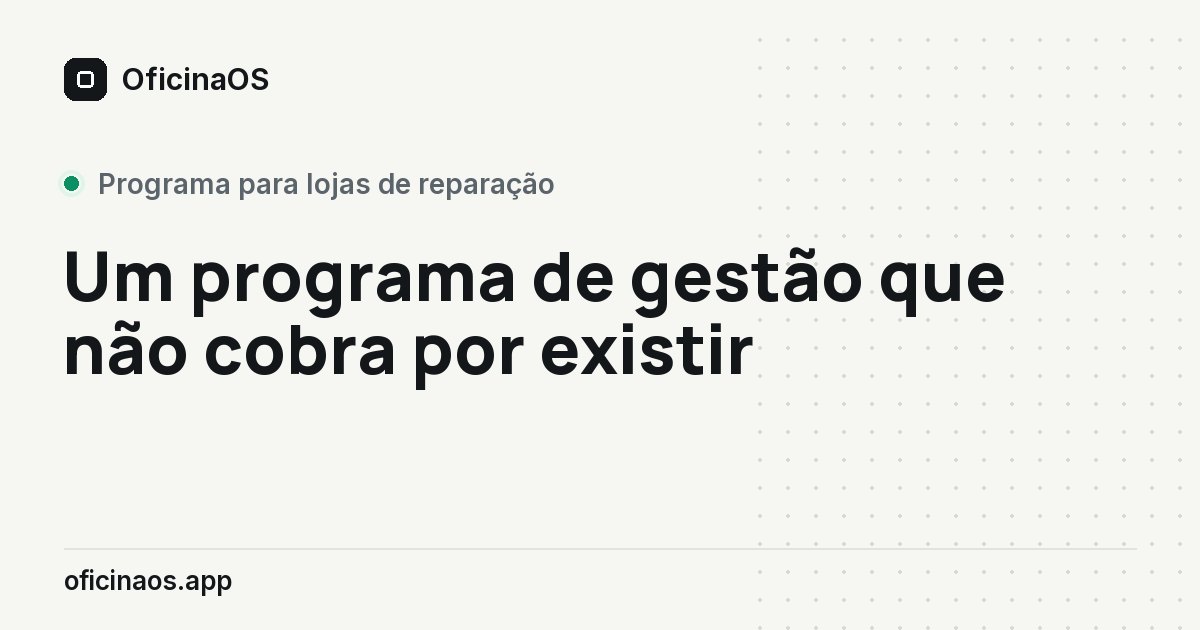 OficinaOS
Programa para lojas de reparação
Um programa de gestão que
não cobra por existir
oficinaos.app